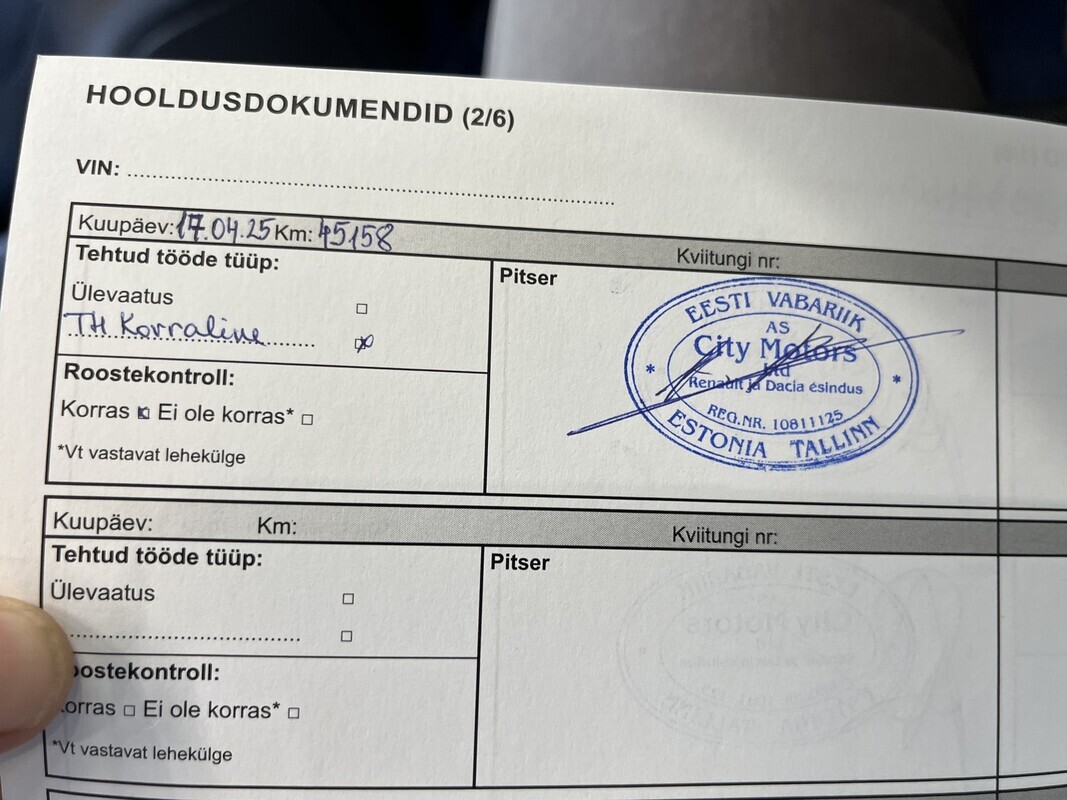 HOOLDUSDOKUMENDID (2/6)
VIN:
Kuupäev: 17.04.25 Km: 45158
Kviitungi nr:
Tehtud tööde tüüp:
Ülevaatus
TH Korraline
Roostekontroll:
Korras Ei ole korras*
*Vt vastavat lehekülge
Pitser
EESTI VABARIIK
AS
City Motors
Ltd
Renault ja Dacia esindus
REG.NR. 10811125
ESTONIA TALLINN
Kuupäev: Km:
Kviitungi nr:
Tehtud tööde tüüp:
Ülevaatus
oostekontroll:
orras Ei ole korras*
*Vt vastavat lehekülge
Pitser